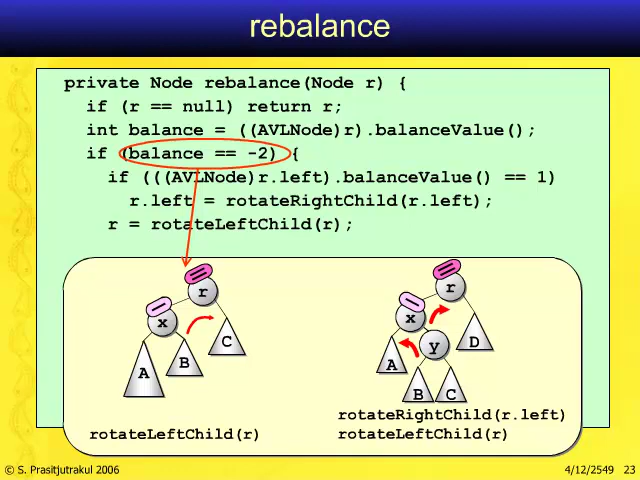 rebalance
private Node rebalance(Node r) {
if (r == null) return r;
int balance = ((AVLNode)r).balanceValue();
if (balance == -2) {
if (((AVLNode)r.left).balanceValue() == 1)
r.left = rotateRightChild(r.left);
r = rotateLeftChild(r);
r
x
C
B
A
r
x
y
D
A
B
C
rotateLeftChild(r)
rotateRightChild(r.left)
rotateLeftChild(r)
© S. Prasitjutrakul 2006
4/12/2549 23